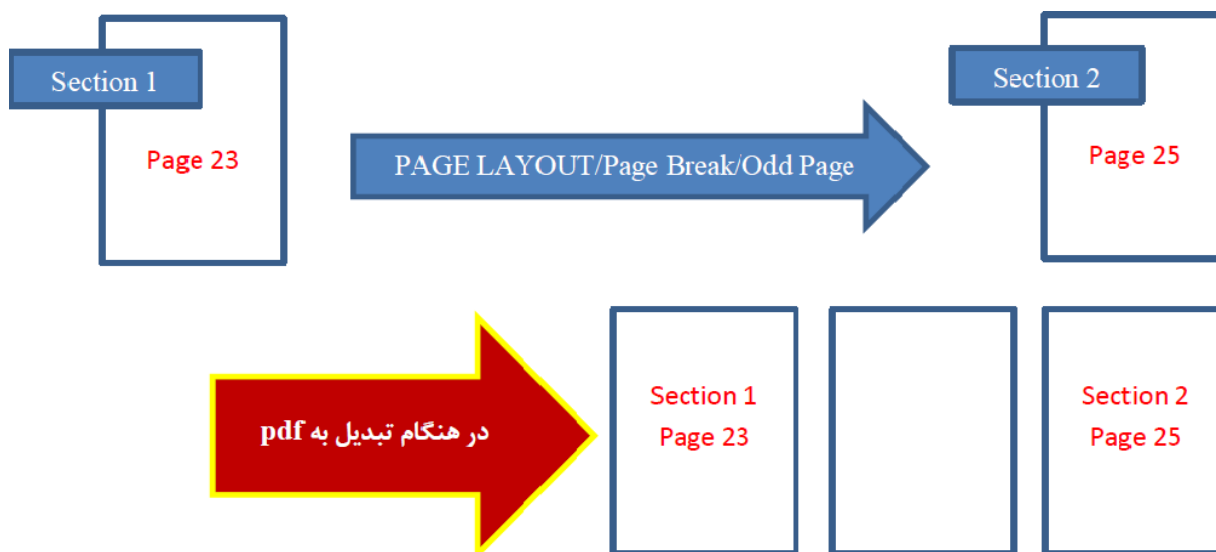 Section 1
Page 23
PAGE LAYOUT/Page Break/Odd Page
Section 2
Page 25
در هنگام تبدیل به pdf
Section 1
Page 23
Section 2
Page 25